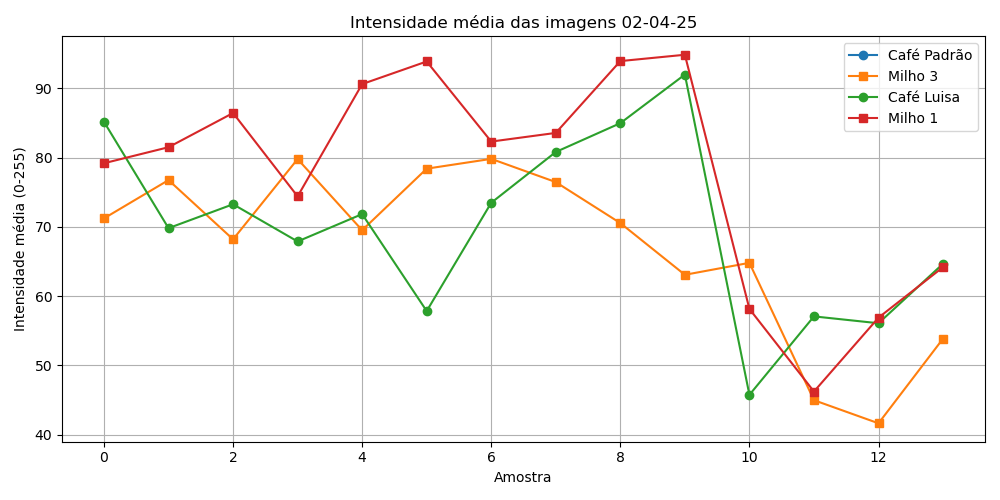 Intensidade média das imagens 02-04-25
Café Padrão
Milho 3
Café Luisa
Milho 1
Intensidade média (0–255)
90
80
70
60
50
40
0 2 4 6 8 10 12
Amostra